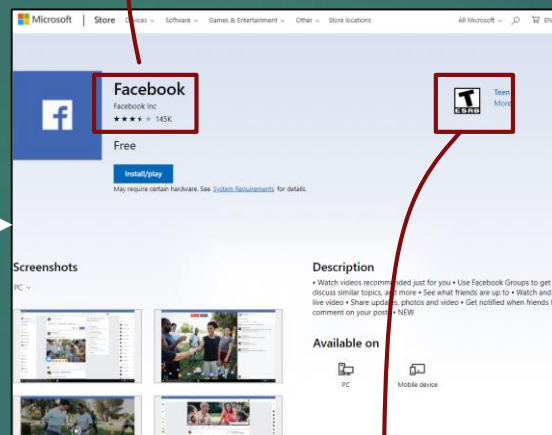 Microsoft Store Devices Software Games & Entertainment Other Store locations All Microsoft EN
Facebook
Facebook Inc
145K
Free
Install/play
May require certain hardware. See System Requirements for details.
T
ESRB
Teen
More
Screenshots
PC
Description
• Watch videos recommended just for you • Use Facebook Groups to get
discuss similar topics, and more • See what friends are up to • Watch and
live video • Share updates, photos and video • Get notified when friends
comment on your posts • NEW
Available on
PC
Mobile device